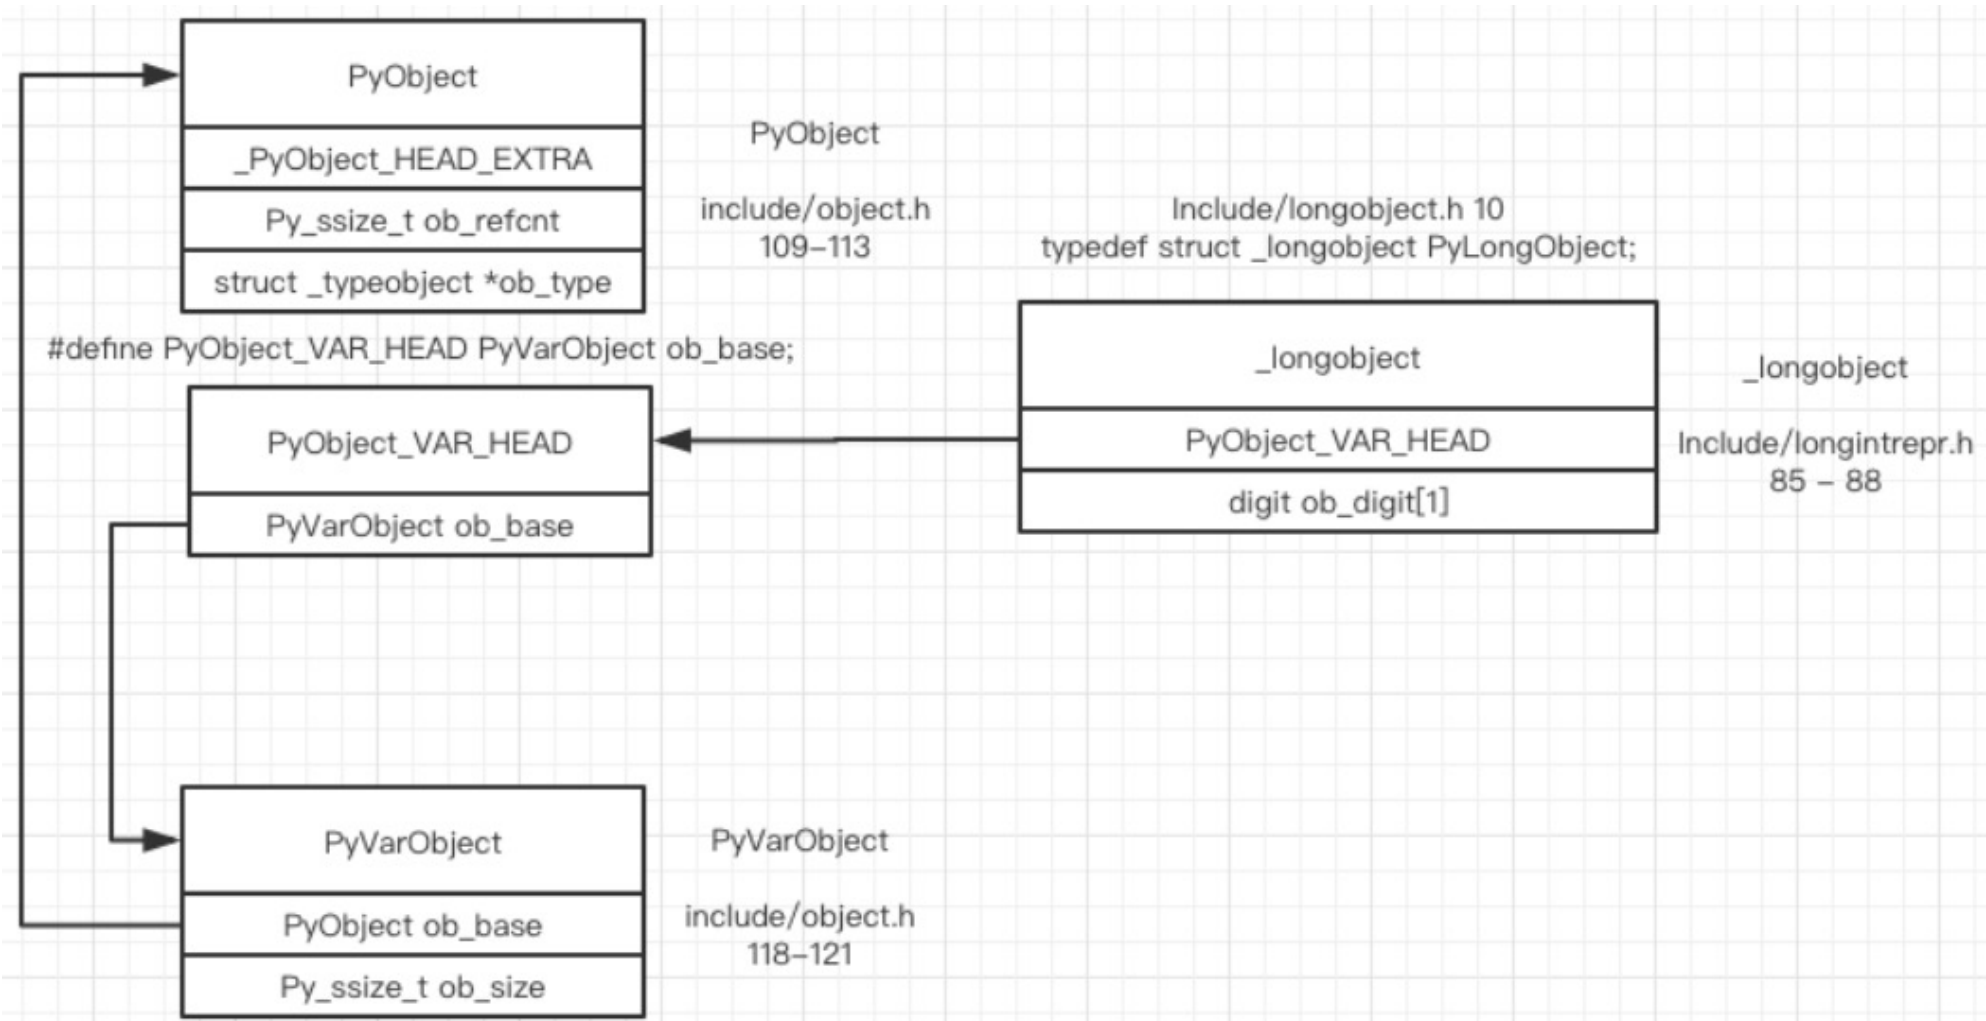 PyObject
_PyObject_HEAD_EXTRA
Py_ssize_t ob_refcnt
struct _typeobject *ob_type
PyObject
include/object.h
109–113
#define PyObject_VAR_HEAD PyVarObject ob_base;
PyObject_VAR_HEAD
PyVarObject ob_base
Include/longobject.h 10
typedef struct _longobject PyLongObject;
_longobject
PyObject_VAR_HEAD
digit ob_digit[1]
_longobject
Include/longintrepr.h
85 – 88
PyVarObject
PyObject ob_base
Py_ssize_t ob_size
PyVarObject
include/object.h
118–121